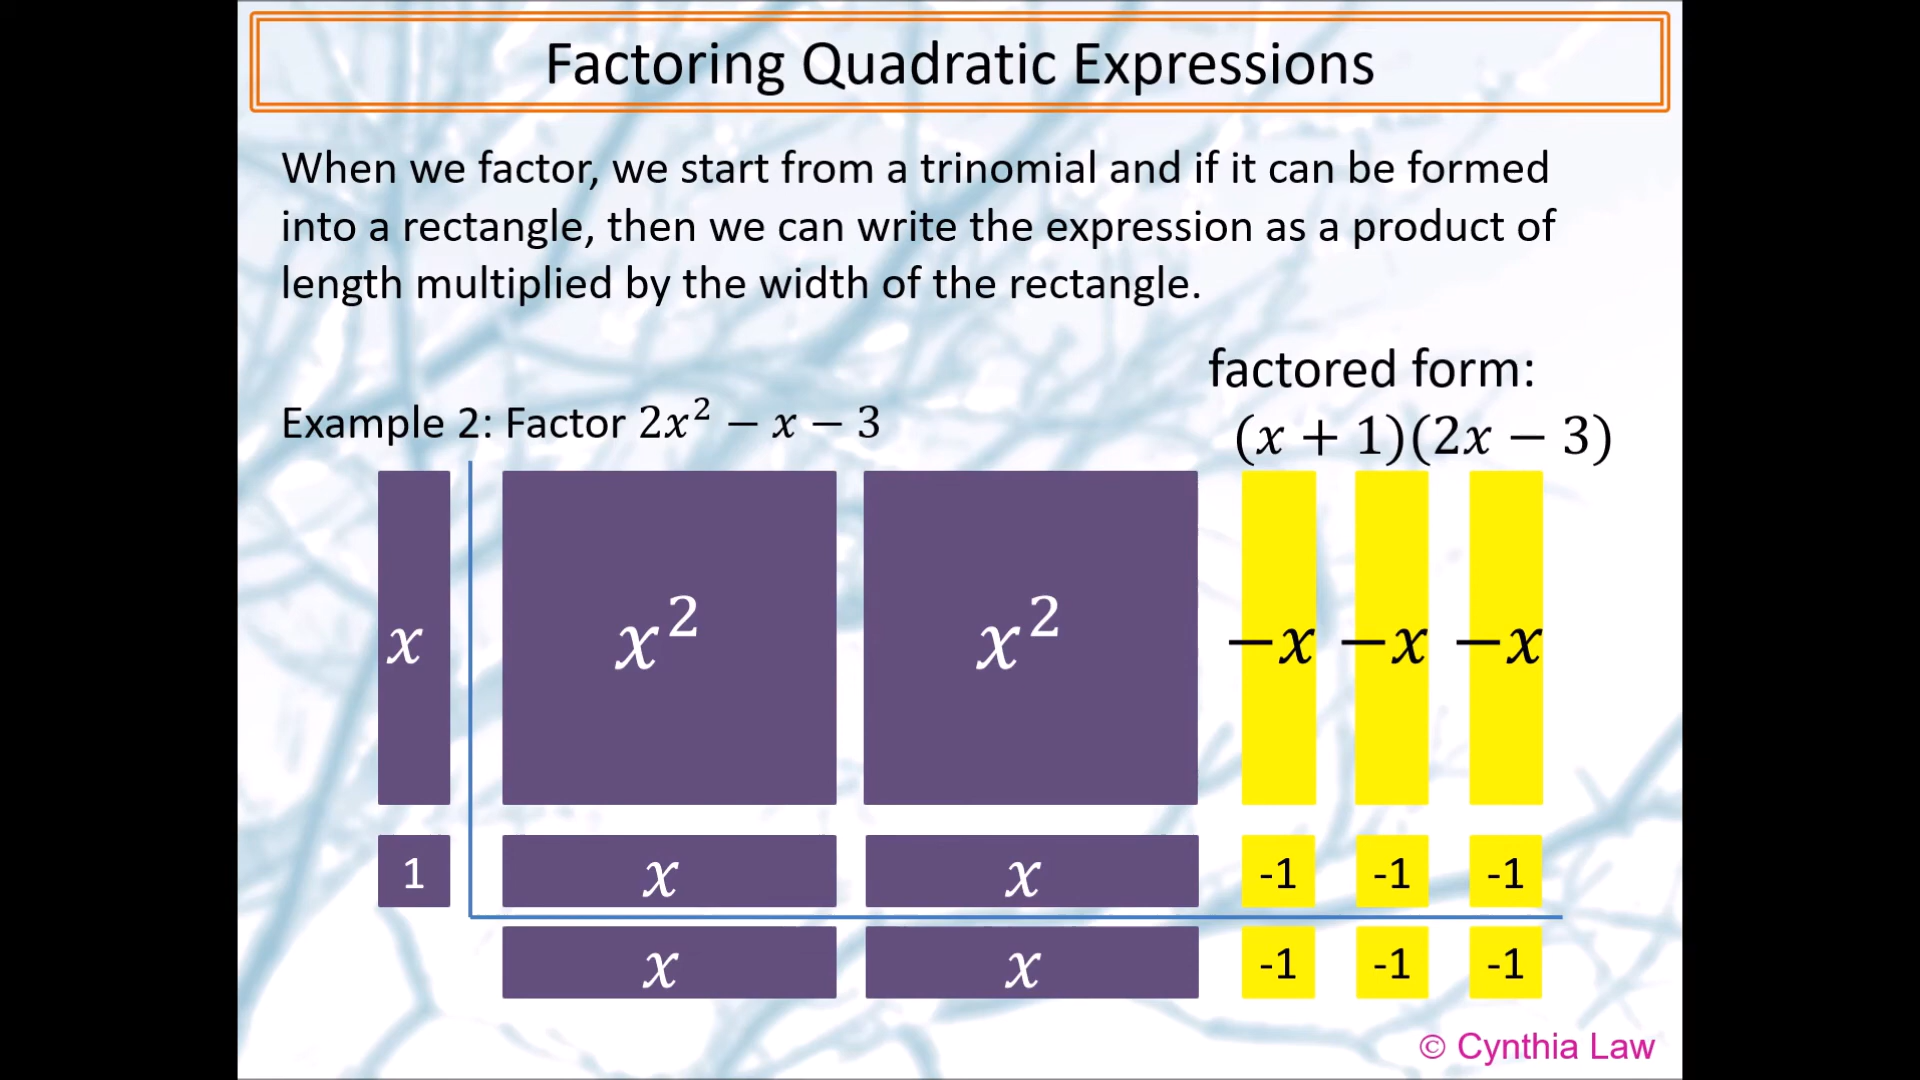 Factoring Quadratic Expressions
When we factor, we start from a trinomial and if it can be formed
into a rectangle, then we can write the expression as a product of
length multiplied by the width of the rectangle.
factored form:
Example 2: Factor 2x² − x − 3
(x + 1)(2x − 3)
x x² x² −x −x −x
1 x x -1 -1 -1
x x -1 -1 -1
© Cynthia Law